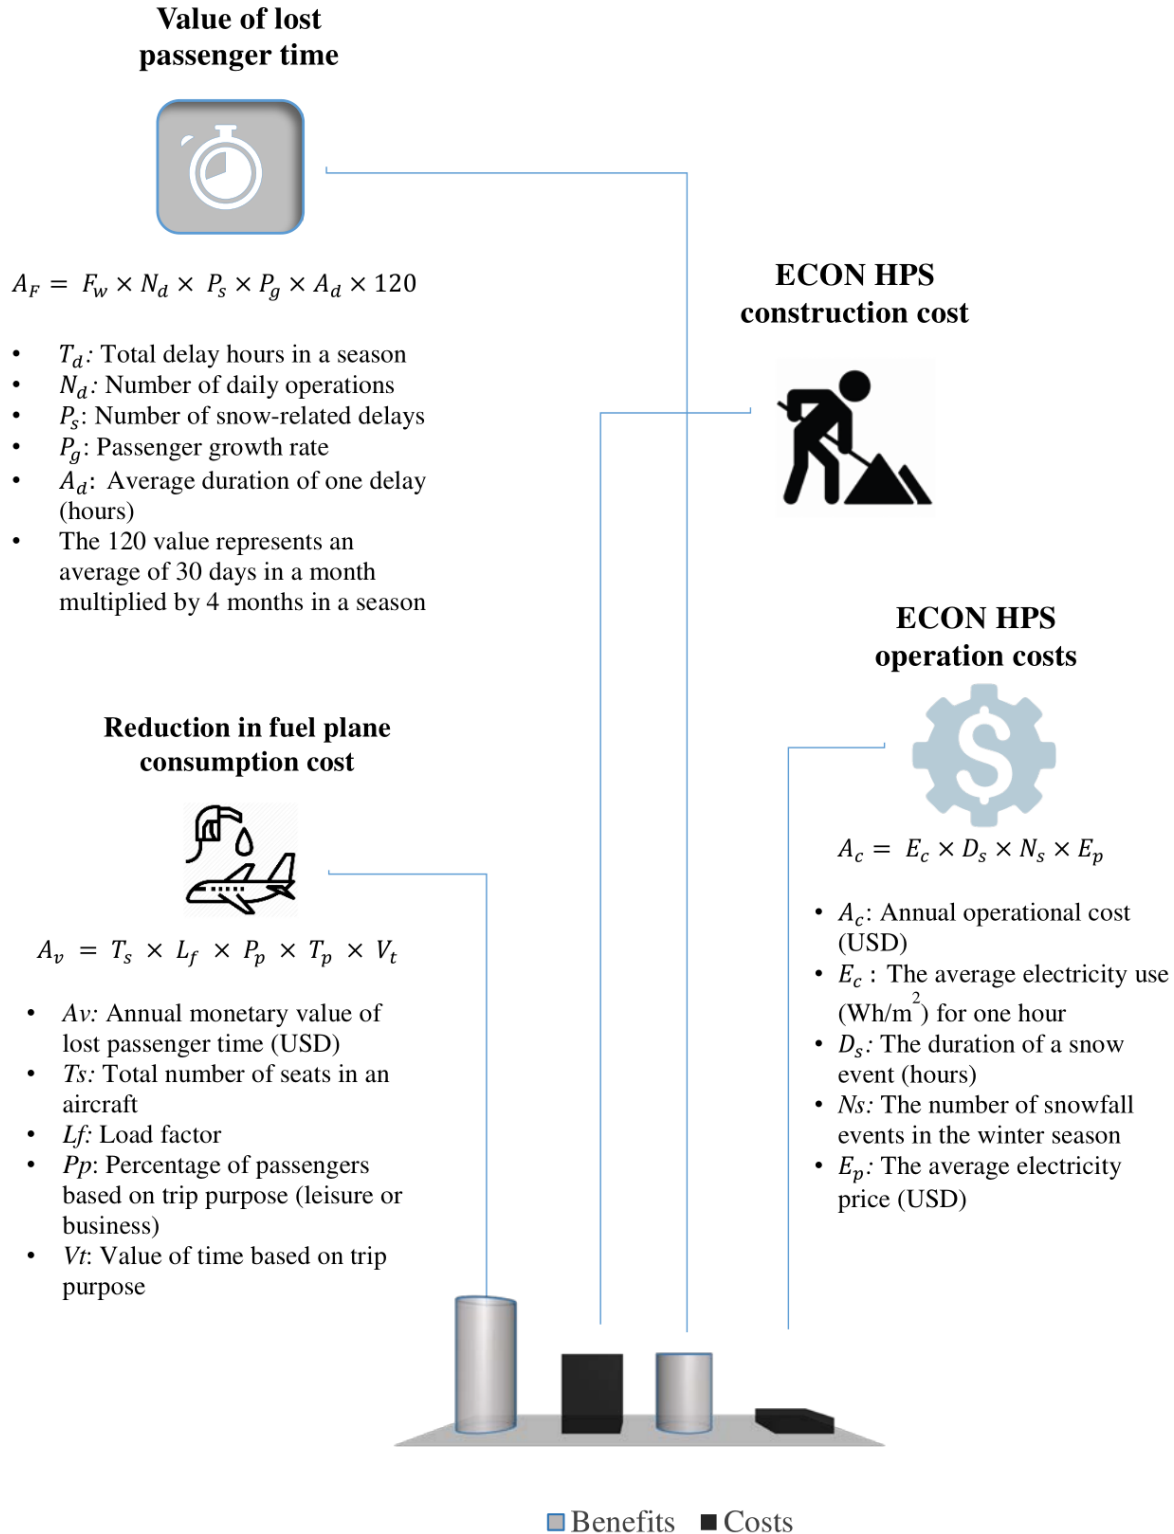 Value of lost
passenger time
A_F = F_w × N_d × P_s × P_g × A_d × 120
• T_d: Total delay hours in a season
• N_d: Number of daily operations
• P_s: Number of snow-related delays
• P_g: Passenger growth rate
• A_d: Average duration of one delay
(hours)
• The 120 value represents an
average of 30 days in a month
multiplied by 4 months in a season
ECON HPS
construction cost
ECON HPS
operation costs
$
A_c = E_c × D_s × N_s × E_p
• A_c: Annual operational cost
(USD)
• E_c : The average electricity use
(Wh/m²) for one hour
• D_s: The duration of a snow
event (hours)
• Ns: The number of snowfall
events in the winter season
• E_p: The average electricity
price (USD)
Reduction in fuel plane
consumption cost
A_v = T_s × L_f × P_p × T_p × V_t
• Av: Annual monetary value of
lost passenger time (USD)
• Ts: Total number of seats in an
aircraft
• Lf: Load factor
• Pp: Percentage of passengers
based on trip purpose (leisure or
business)
• Vt: Value of time based on trip
purpose
Benefits Costs